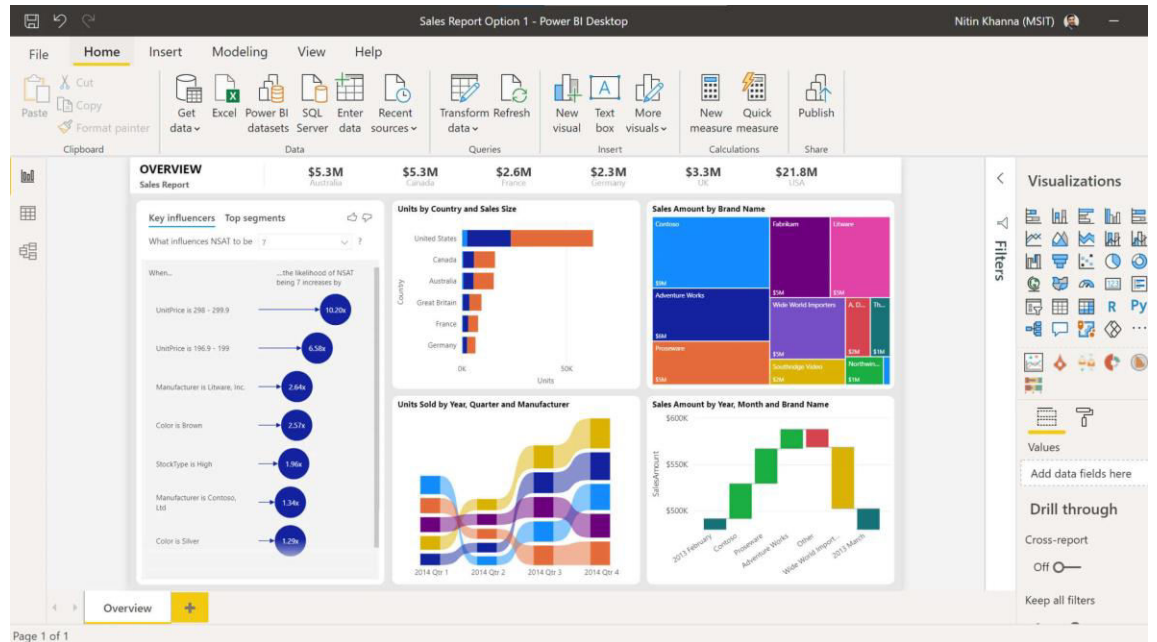 Sales Report Option 1 - Power BI Desktop
Nitin Khanna (MSIT)
File
Home
Insert
Modeling
View
Help
Paste
Cut
Copy
Format painter
Clipboard
Get data
Excel
Power BI datasets
SQL Server
Enter data
Recent sources
Data
Transform data
Refresh
Queries
New visual
Text box
More visuals
Insert
New measure
Quick measure
Calculations
Publish
Share
OVERVIEW
Sales Report
$5.3M
Australia
$5.3M
Canada
$2.6M
France
$2.3M
Germany
$3.3M
UK
$21.8M
USA
Key influencers
Top segments
What influences NSAT to be 7 ?
When...
...the likelihood of NSAT
being 7 increases by
UnitPrice is 298 - 299.9
10.20x
UnitPrice is 196.9 - 199
6.58x
Manufacturer is Litware, Inc.
2.64x
Color is Brown
2.57x
StockType is High
1.96x
Manufacturer is Contoso,
Ltd
1.34x
Color is Silver
1.29x
Units by Country and Sales Size
Country
United States
Canada
Australia
Great Britain
France
Germany
0K
50K
Units
Sales Amount by Brand Name
Contoso
Adventure Works
$6M
Proseware
Fabrikam
$5M
Litware
$5M
Wide World Importers
$5M
A. D...
$2M
Th...
$1M
Southridge Video
$2M
Northwin...
$1M
Units Sold by Year, Quarter and Manufacturer
2014 Qtr 1
2014 Qtr 2
2014 Qtr 3
2014 Qtr 4
Sales Amount by Year, Month and Brand Name
SalesAmount
$600K
$550K
$500K
2013 February
Contoso
Proseware
Adventure Works
Other
Wide World Import...
2013 March
Filters
Visualizations
R
Py
Values
Add data fields here
Drill through
Cross-report
Off
Keep all filters
Overview
Page 1 of 1